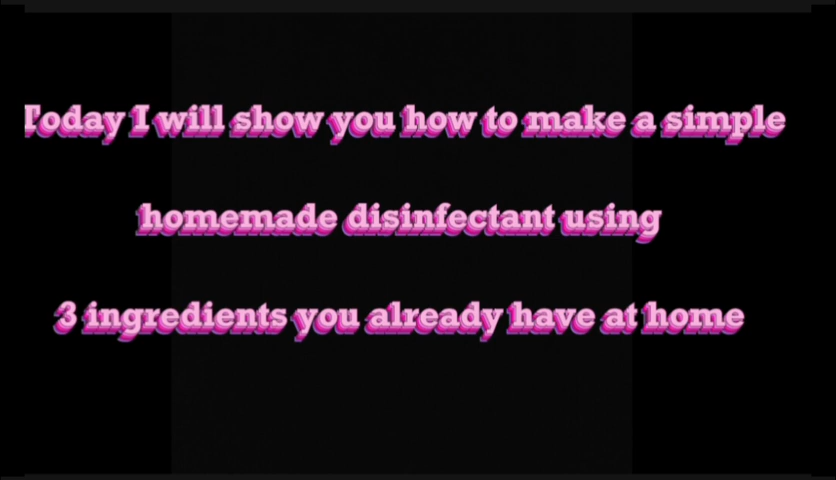 Today I will show you how to make a simple
homemade disinfectant using
3 ingredients you already have at home